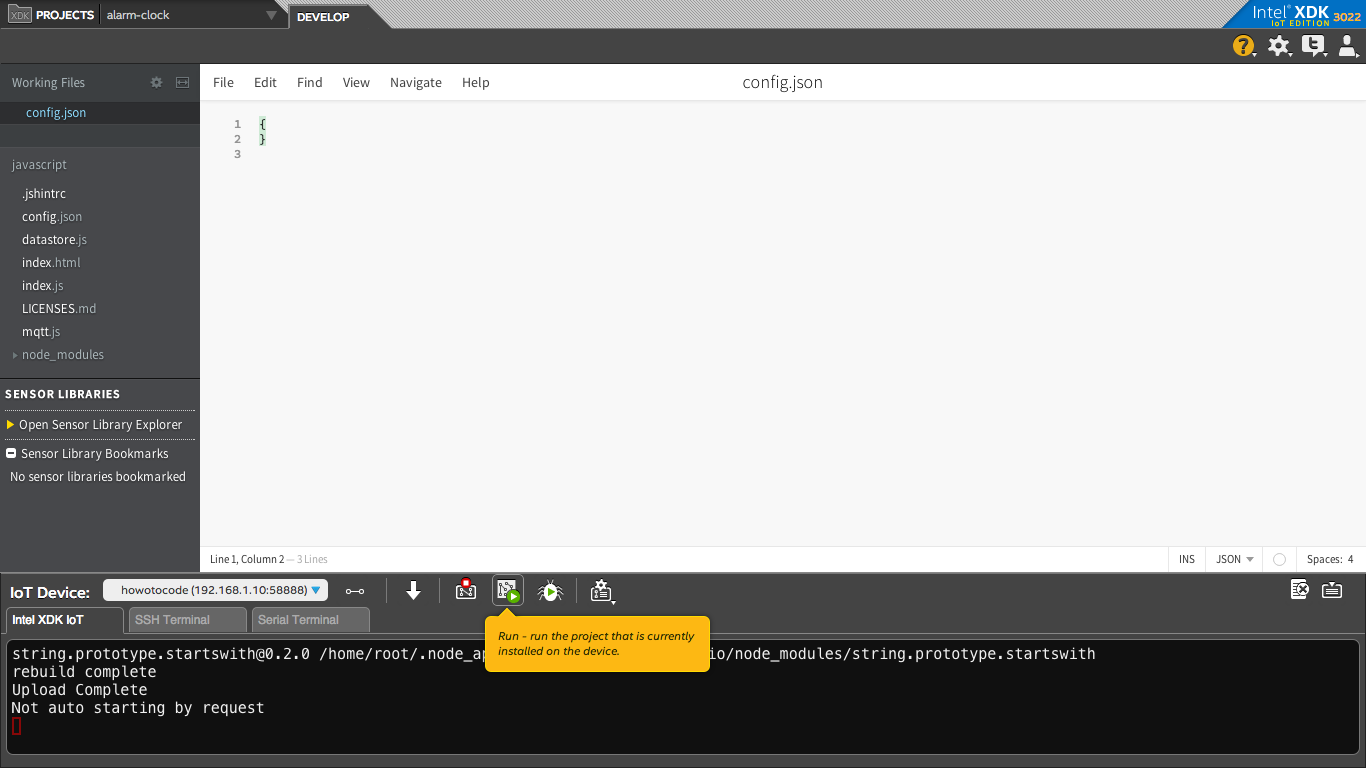 XDK PROJECTS alarm-clock DEVELOP
Intel® XDK
IoT EDITION 3022
Working Files
config.json
File Edit Find View Navigate Help config.json
1 {
2 }
3
javascript
.jshintrc
config.json
datastore.js
index.html
index.js
LICENSES.md
mqtt.js
node_modules
SENSOR LIBRARIES
Open Sensor Library Explorer
Sensor Library Bookmarks
No sensor libraries bookmarked
Line 1, Column 2 — 3 Lines INS JSON Spaces: 4
IoT Device: howotocode (192.168.1.10:58888)
Intel XDK IoT SSH Terminal Serial Terminal
Run - run the project that is currently
installed on the device.
string.prototype.startswith@0.2.0 /home/root/.node_ap io/node_modules/string.prototype.startswith
rebuild complete
Upload Complete
Not auto starting by request